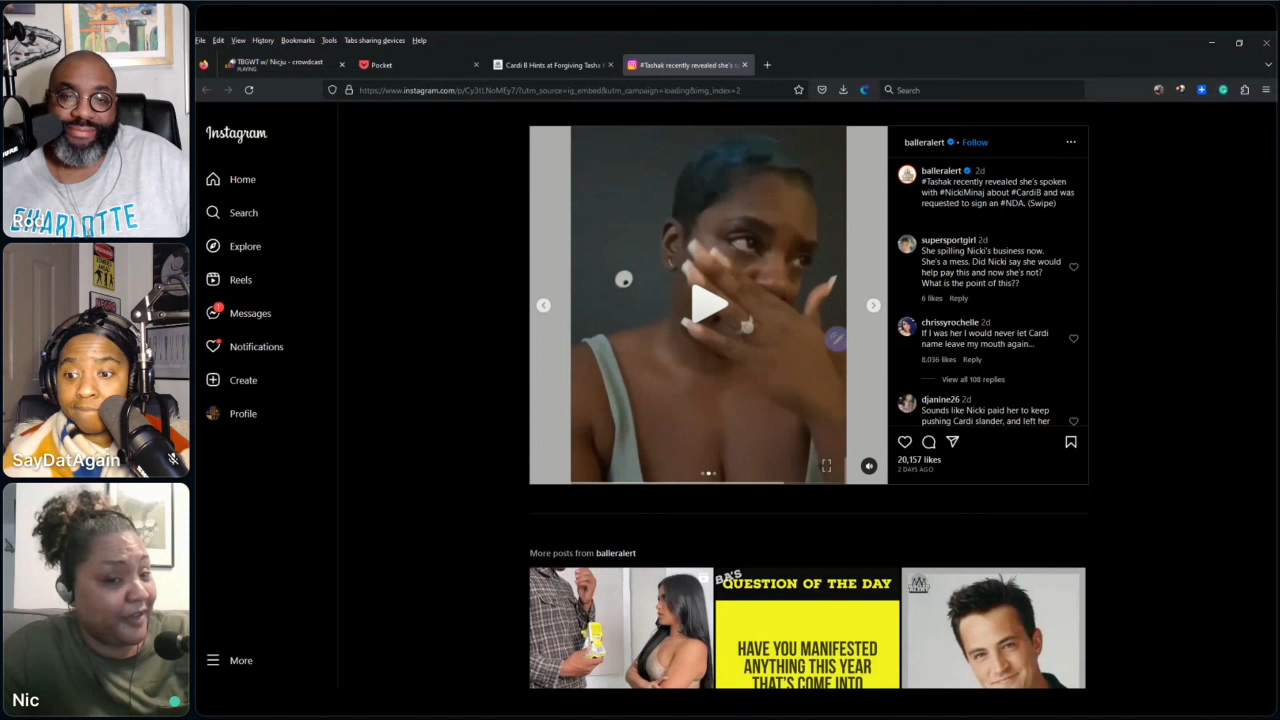 CHARLOTTE
Rod
SayDatAgain
Nic
File Edit View History Bookmarks Tools Tabs sharing devices Help
TBGWT w/ Nicju - crowdcast
PLAYING
Pocket
Cardi B Hints at Forgiving Tasha
#Tashak recently revealed she's s
https://www.instagram.com/p/Cy3tLNoMEy7/?utm_source=ig_embed&utm_campaign=loading&img_index=2
Search
Instagram
Home
Search
Explore
Reels
1
Messages
Notifications
Create
Profile
More
balleralert • Follow
balleralert 2d
#Tashak recently revealed she's spoken
with #NickiMinaj about #CardiB and was
requested to sign an #NDA. (Swipe)
supersportgirl 2d
She spilling Nicki's business now.
She's a mess. Did Nicki say she would
help pay this and now she's not?
What is the point of this??
6 likes Reply
chrissyrochelle 2d
If I was her I would never let Cardi
name leave my mouth again...
8,036 likes Reply
View all 108 replies
djanine26 2d
Sounds like Nicki paid her to keep
pushing Cardi slander, and left her
20,157 likes
2 DAYS AGO
More posts from balleralert
BA'S
QUESTION OF THE DAY
HAVE YOU MANIFESTED
ANYTHING THIS YEAR
THAT'S COME INTO